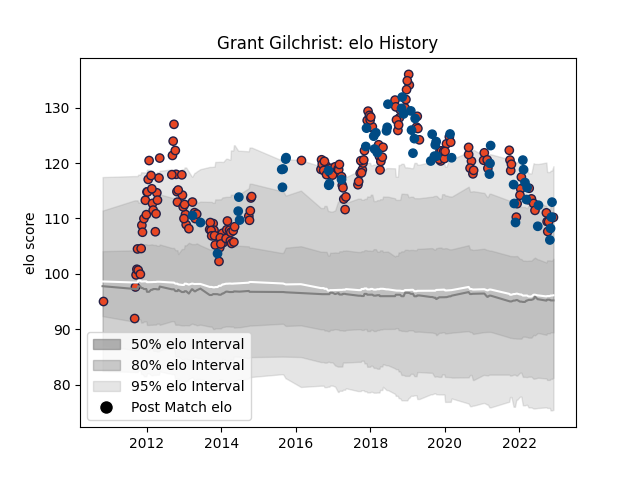 Grant Gilchrist: elo History
elo score
130
120
110
100
90
80
50% elo Interval
80% elo Interval
95% elo Interval
Post Match elo
2012
2014
2016
2018
2020
2022